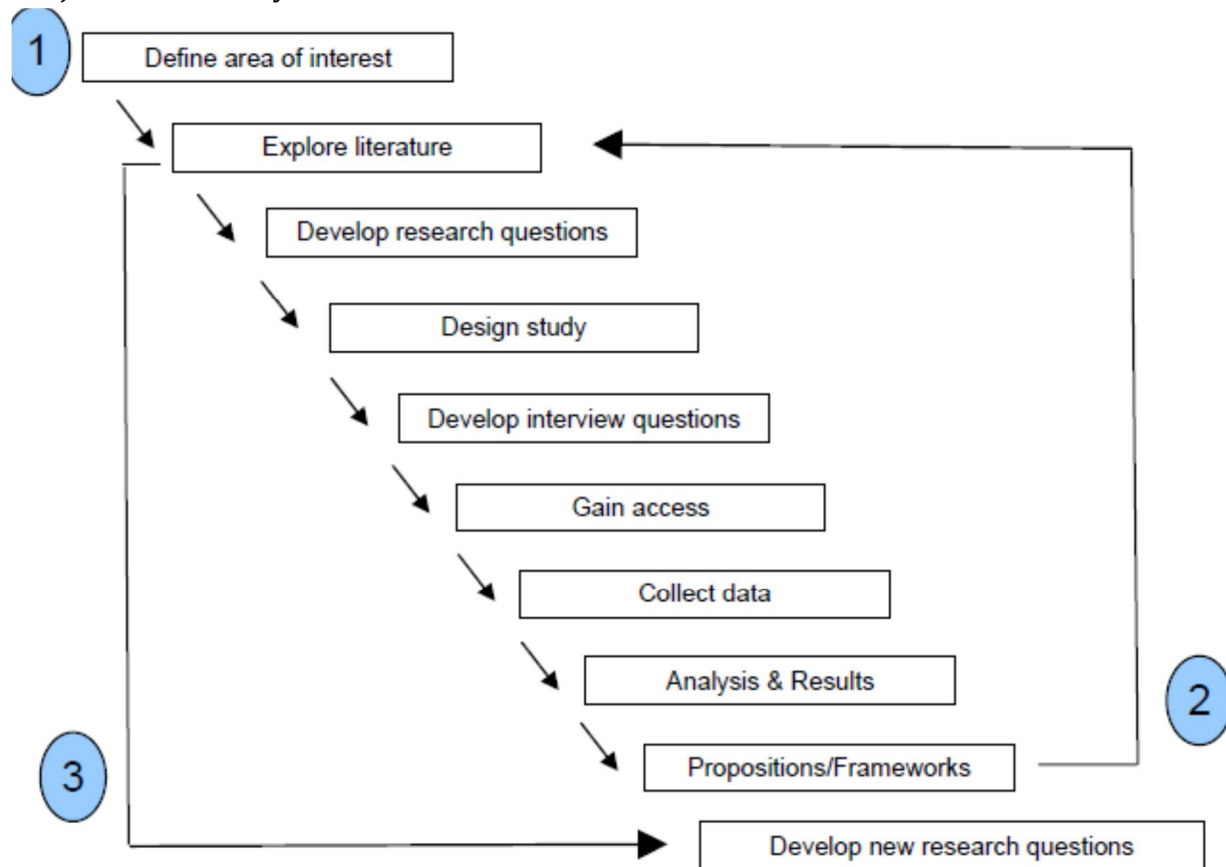 1
Define area of interest
Explore literature
Develop research questions
Design study
Develop interview questions
Gain access
Collect data
Analysis & Results
2
Propositions/Frameworks
3
Develop new research questions